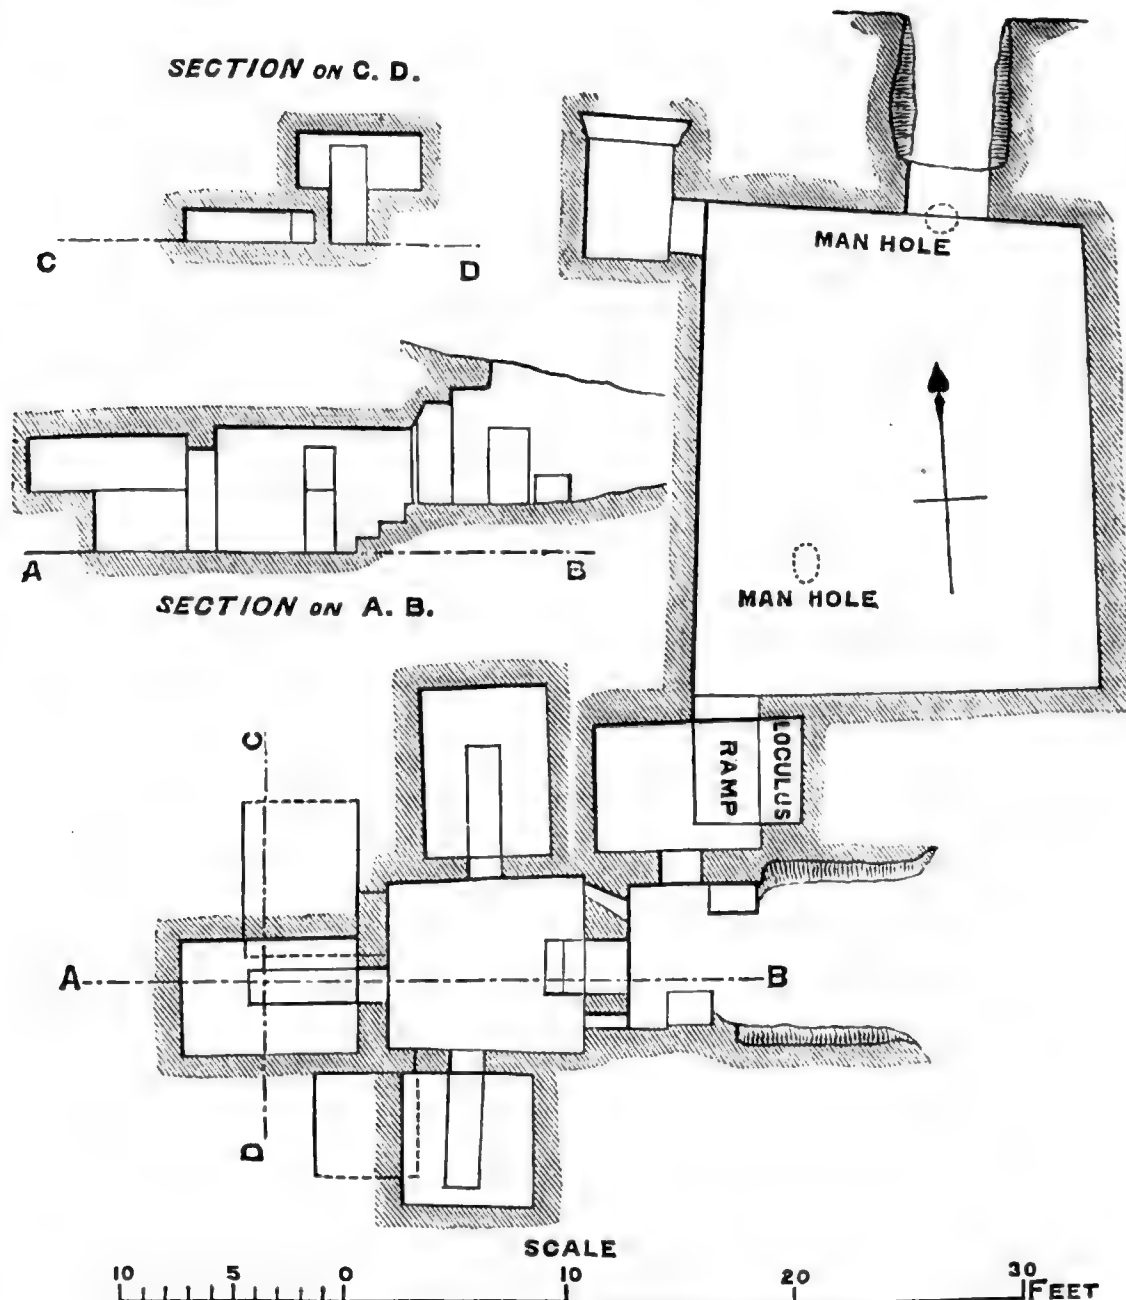 SECTION ON C. D.
C
D
MAN HOLE
MAN HOLE
A
B
SECTION ON A. B.
C
RAMP
LOCULUS
A
B
D
SCALE
10 5 0 10 20 30 FEET